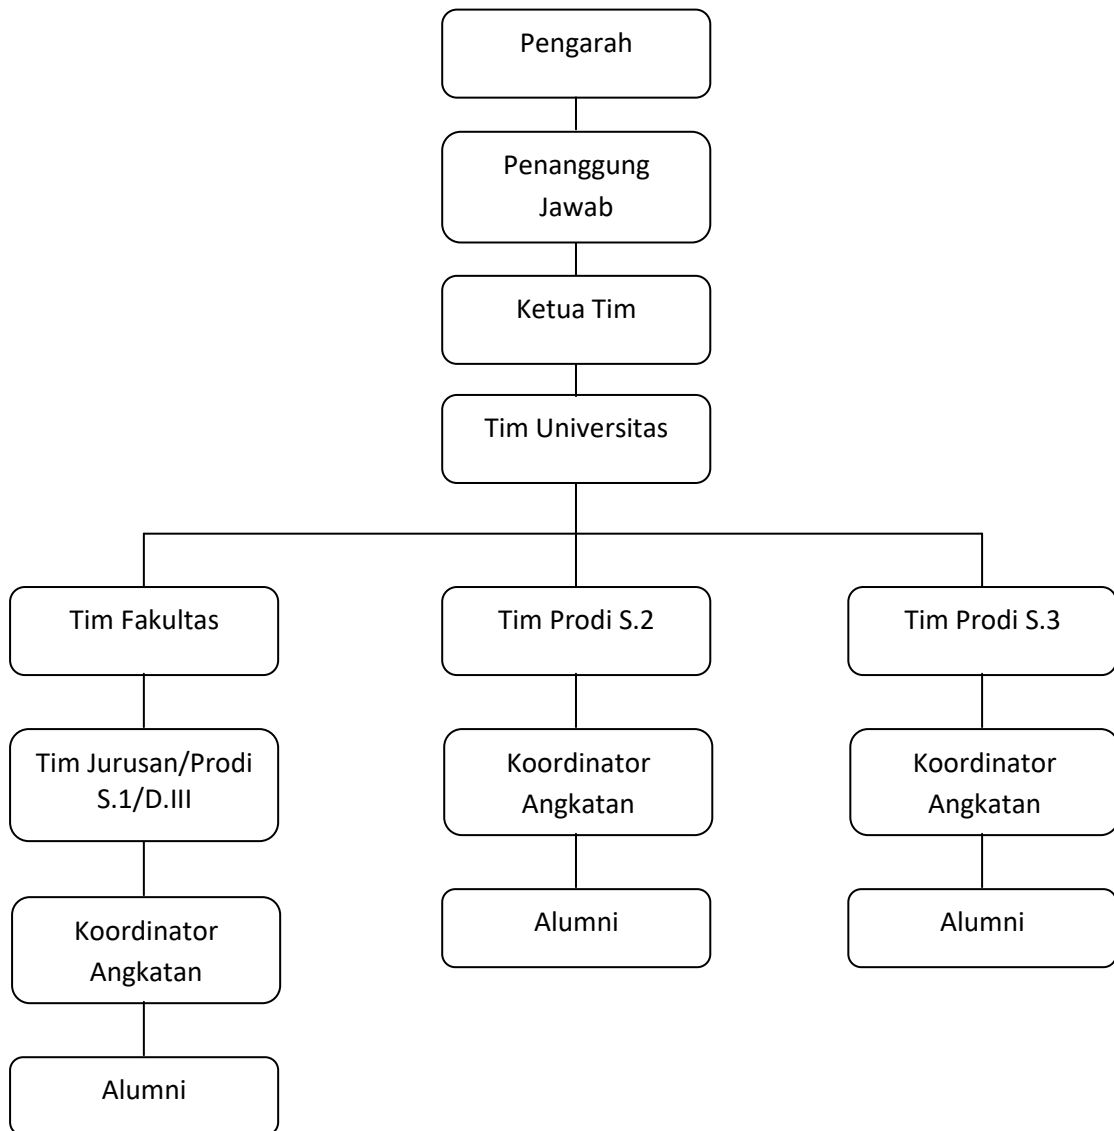 Pengarah
Penanggung
Jawab
Ketua Tim
Tim Universitas
Tim Fakultas
Tim Prodi S.2
Tim Prodi S.3
Tim Jurusan/Prodi
S.1/D.III
Koordinator
Angkatan
Koordinator
Angkatan
Koordinator
Angkatan
Alumni
Alumni
Alumni